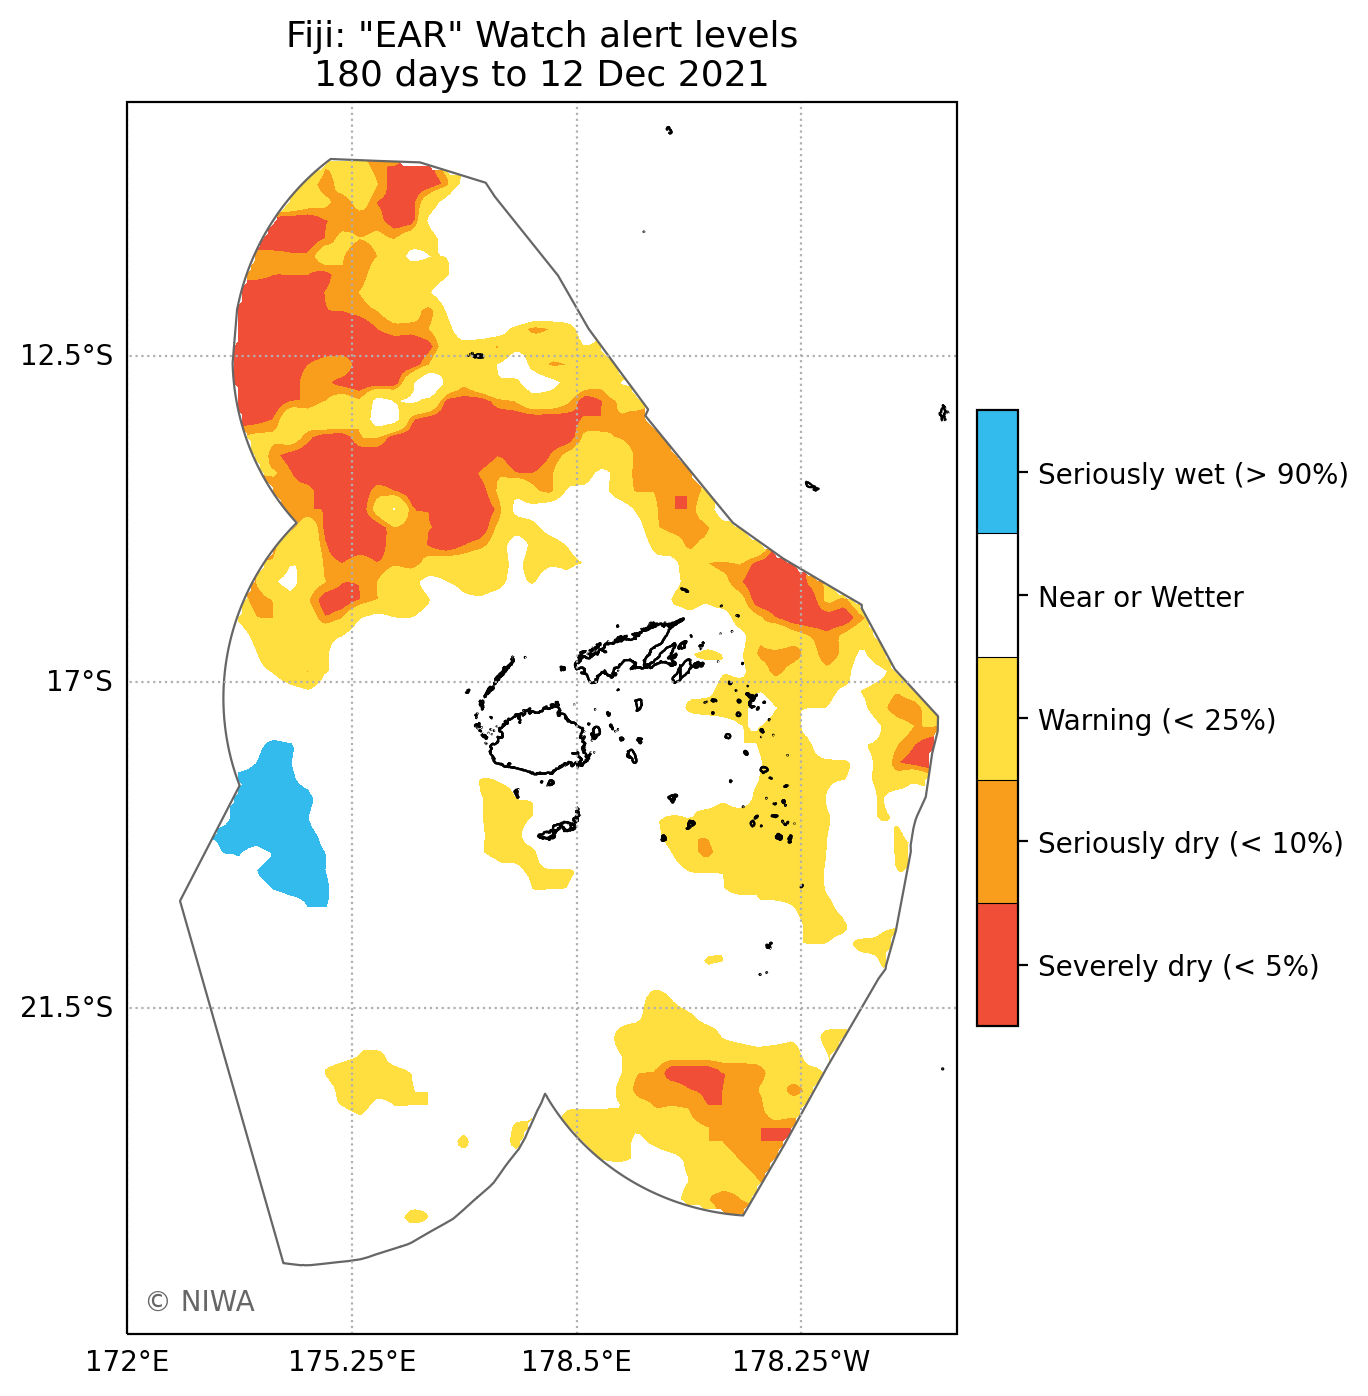 Fiji: "EAR" Watch alert levels
180 days to 12 Dec 2021
12.5°S
17°S
21.5°S
172°E
175.25°E
178.5°E
178.25°W
Seriously wet (> 90%)
Near or Wetter
Warning (< 25%)
Seriously dry (< 10%)
Severely dry (< 5%)
© NIWA